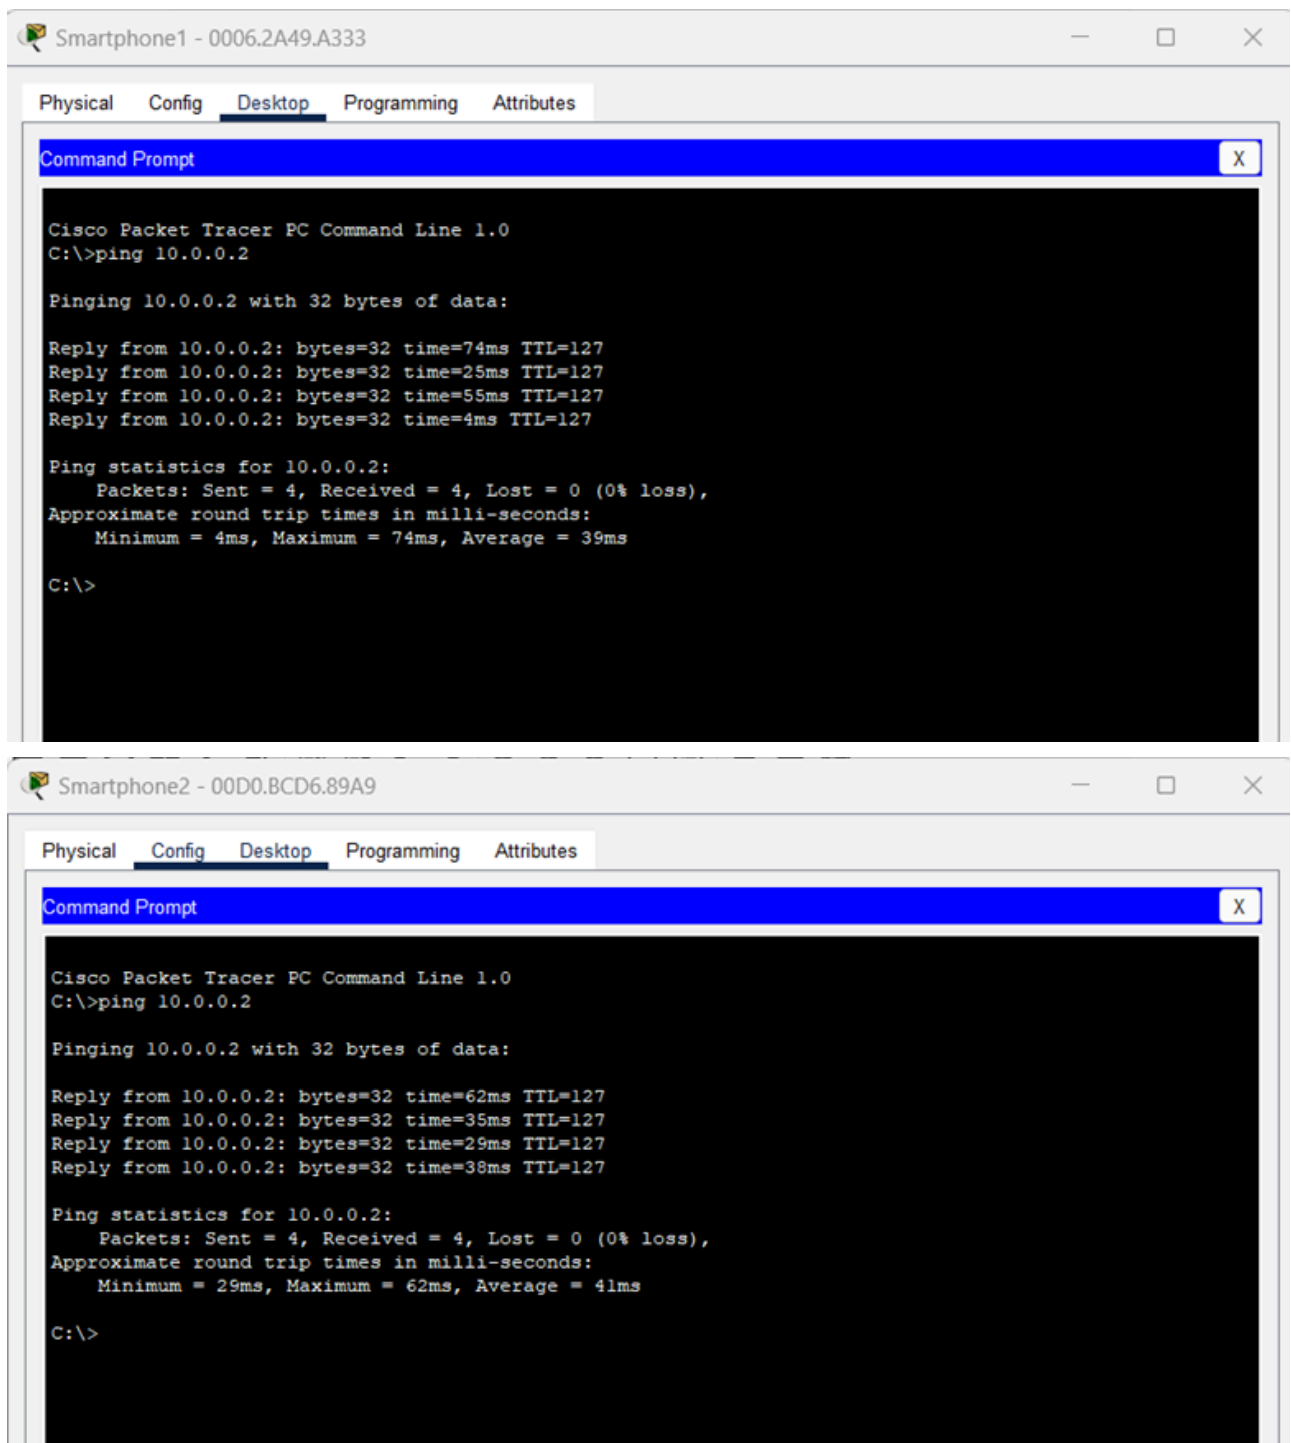 Smartphone1 - 0006.2A49.A333
Physical Config Desktop Programming Attributes
Command Prompt X
Cisco Packet Tracer PC Command Line 1.0
C:\>ping 10.0.0.2
Pinging 10.0.0.2 with 32 bytes of data:
Reply from 10.0.0.2: bytes=32 time=74ms TTL=127
Reply from 10.0.0.2: bytes=32 time=25ms TTL=127
Reply from 10.0.0.2: bytes=32 time=55ms TTL=127
Reply from 10.0.0.2: bytes=32 time=4ms TTL=127
Ping statistics for 10.0.0.2:
Packets: Sent = 4, Received = 4, Lost = 0 (0% loss),
Approximate round trip times in milli-seconds:
Minimum = 4ms, Maximum = 74ms, Average = 39ms
C:\>
Smartphone2 - 00D0.BCD6.89A9
Physical Config Desktop Programming Attributes
Command Prompt X
Cisco Packet Tracer PC Command Line 1.0
C:\>ping 10.0.0.2
Pinging 10.0.0.2 with 32 bytes of data:
Reply from 10.0.0.2: bytes=32 time=62ms TTL=127
Reply from 10.0.0.2: bytes=32 time=35ms TTL=127
Reply from 10.0.0.2: bytes=32 time=29ms TTL=127
Reply from 10.0.0.2: bytes=32 time=38ms TTL=127
Ping statistics for 10.0.0.2:
Packets: Sent = 4, Received = 4, Lost = 0 (0% loss),
Approximate round trip times in milli-seconds:
Minimum = 29ms, Maximum = 62ms, Average = 41ms
C:\>